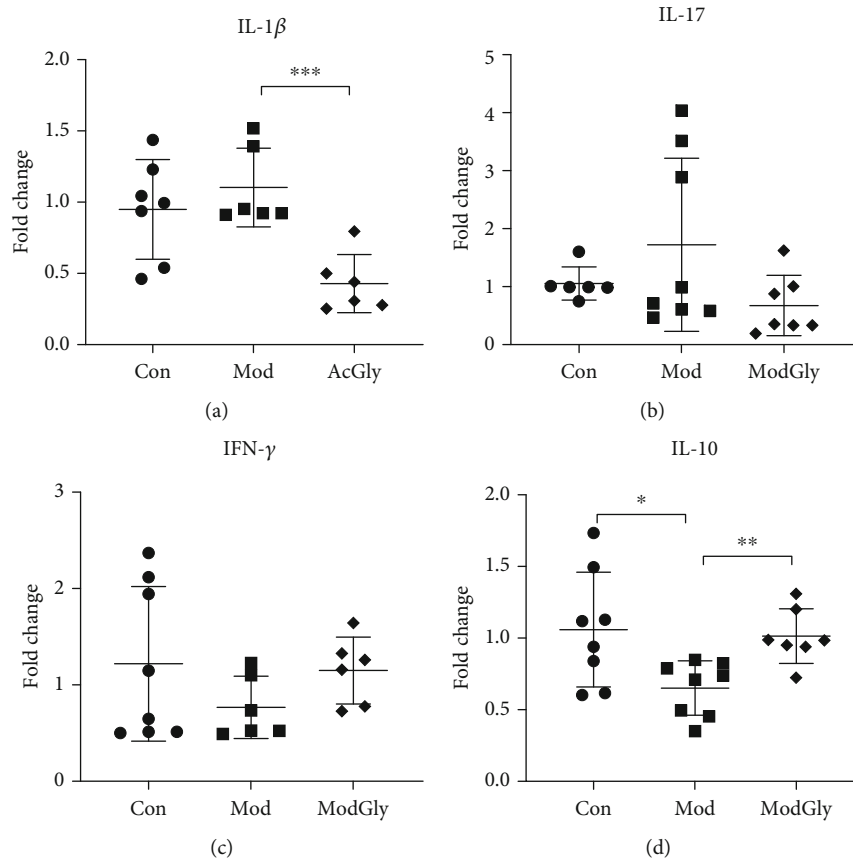 IL-1β
2.0
1.5
1.0
0.5
0.0
Fold change
***
Con Mod AcGly
(a)
IL-17
5
4
3
2
1
0
Fold change
Con Mod ModGly
(b)
IFN-γ
3
2
1
0
Fold change
Con Mod ModGly
(c)
IL-10
2.0
1.5
1.0
0.5
0.0
Fold change
*
**
Con Mod ModGly
(d)